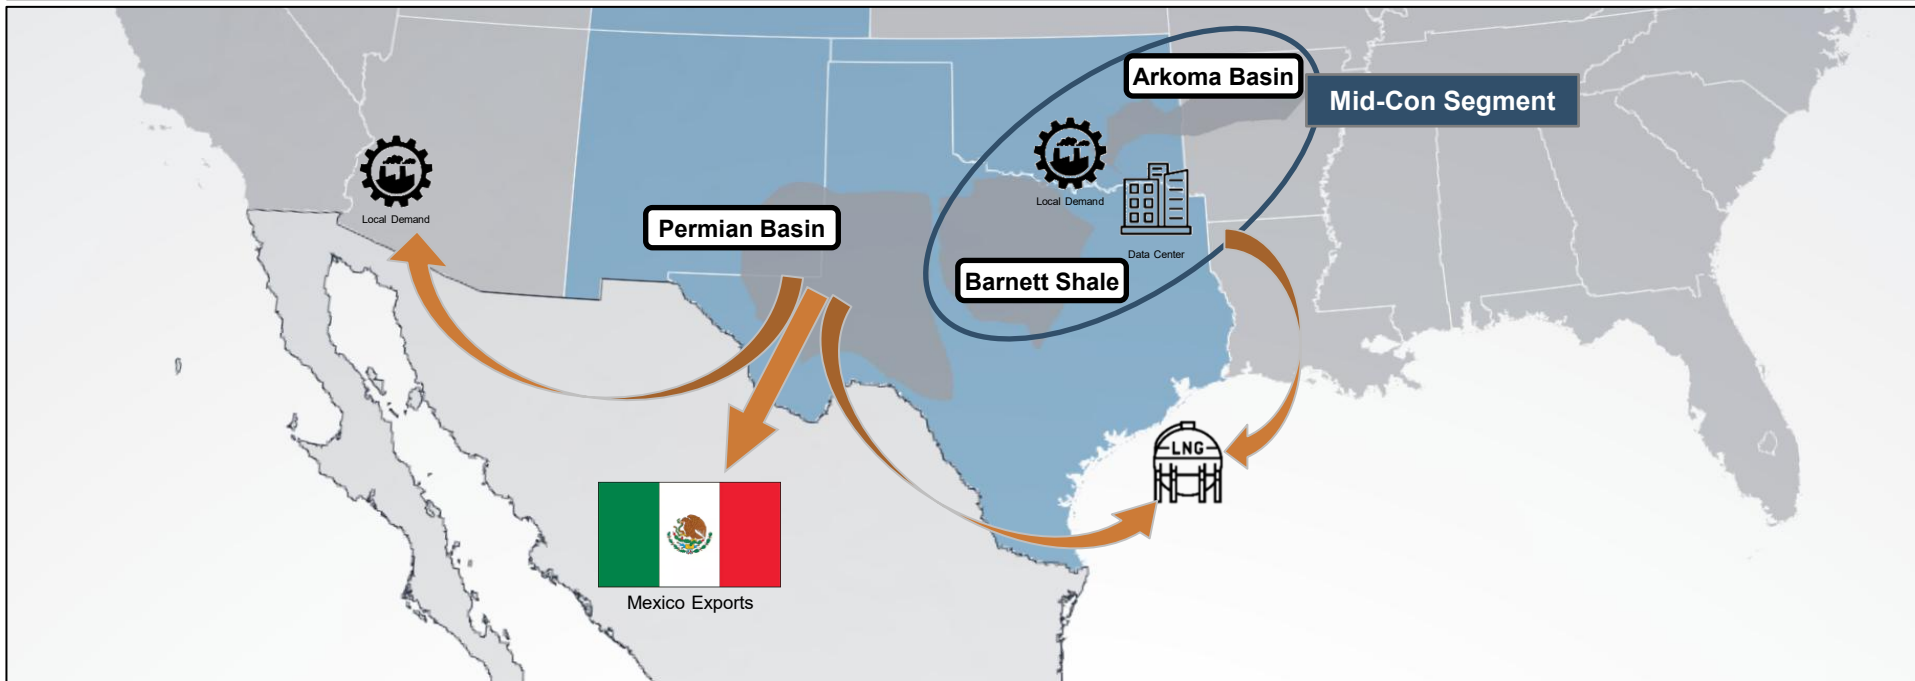 Arkoma Basin
Mid-Con Segment
Local Demand
Local Demand
Permian Basin
Data Center
Barnett Shale
LNG
Mexico Exports